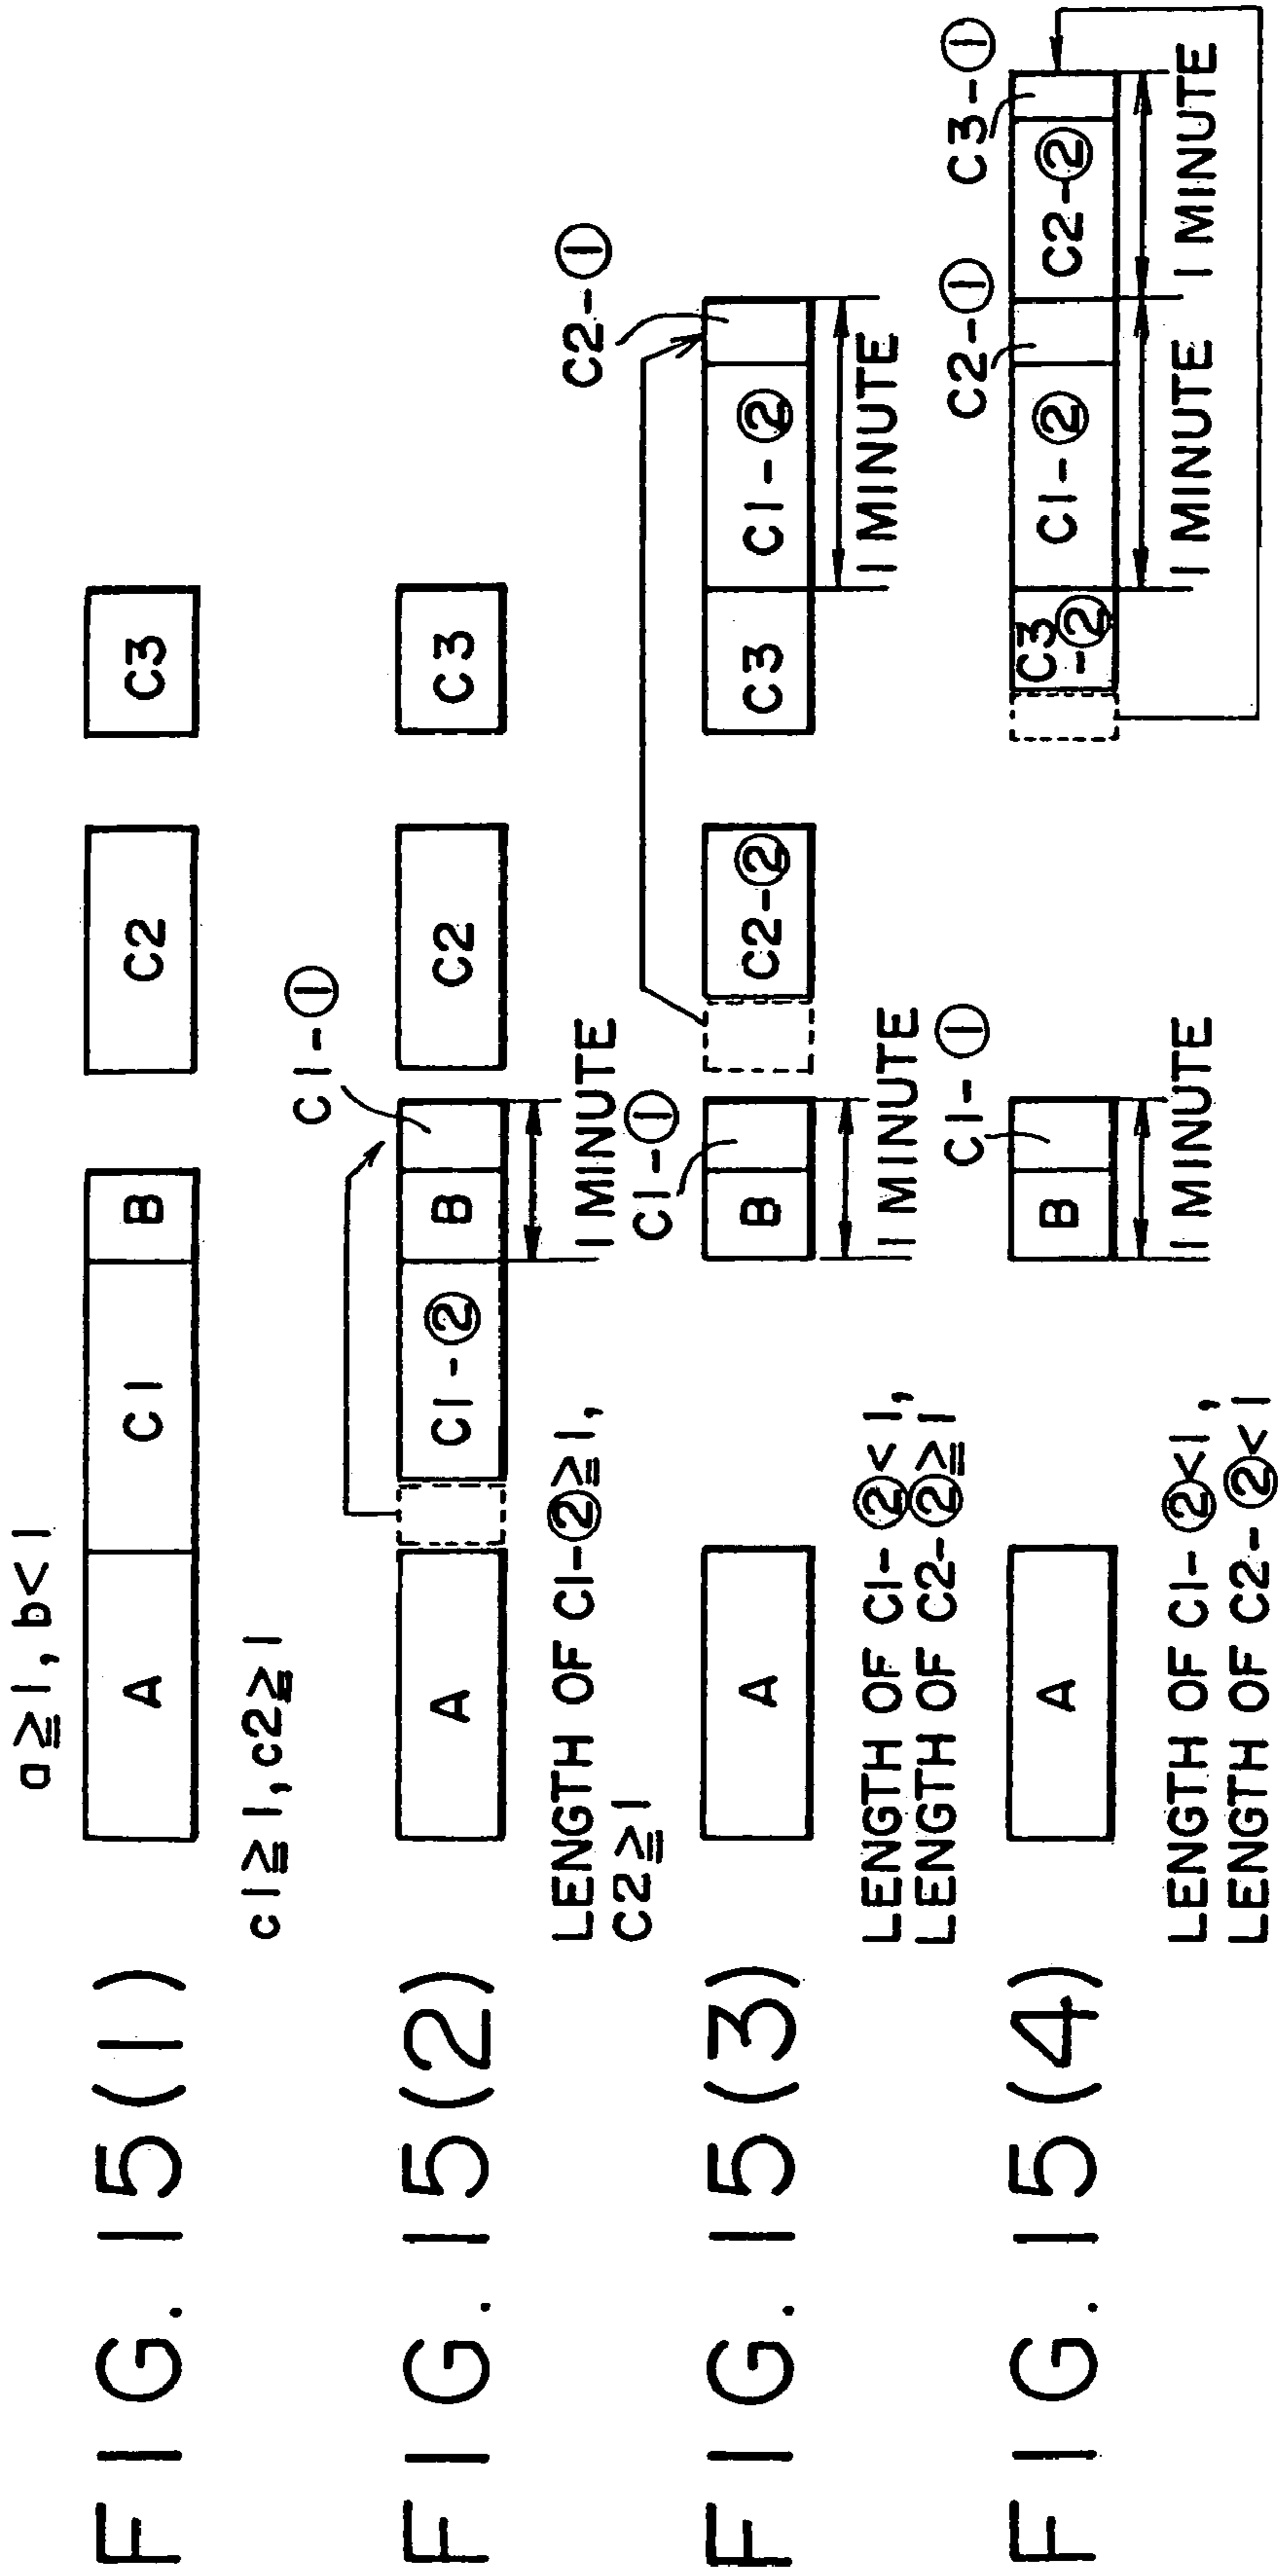 a≧1, b<1
FIG. 15(1) A C1 B C2 C3
c1≧1, c2≧1
C1-①
FIG. 15(2) A C1-② B C2 C3
1 MINUTE
LENGTH OF C1-②≧1,
C2≧1
C2-①
C1-①
FIG. 15(3) A B C2-② C3 C1-②
1 MINUTE 1 MINUTE
LENGTH OF C1-②<1,
LENGTH OF C2-②≧1
C1-① C2-① C3-①
FIG. 15(4) A B C3-② C1-② C2-②
1 MINUTE 1 MINUTE 1 MINUTE
LENGTH OF C1-②<1,
LENGTH OF C2-②<1